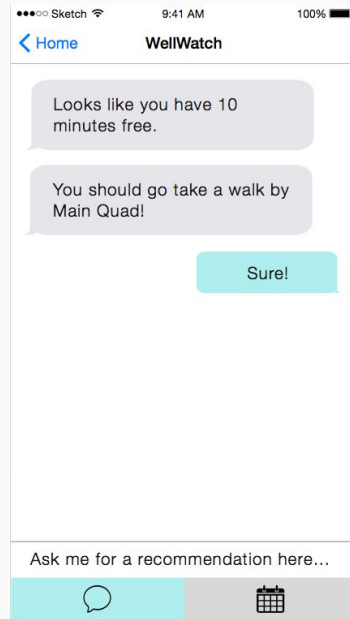 Sketch 9:41 AM 100%
Home WellWatch
Looks like you have 10
minutes free.
You should go take a walk by
Main Quad!
Sure!
Ask me for a recommendation here...